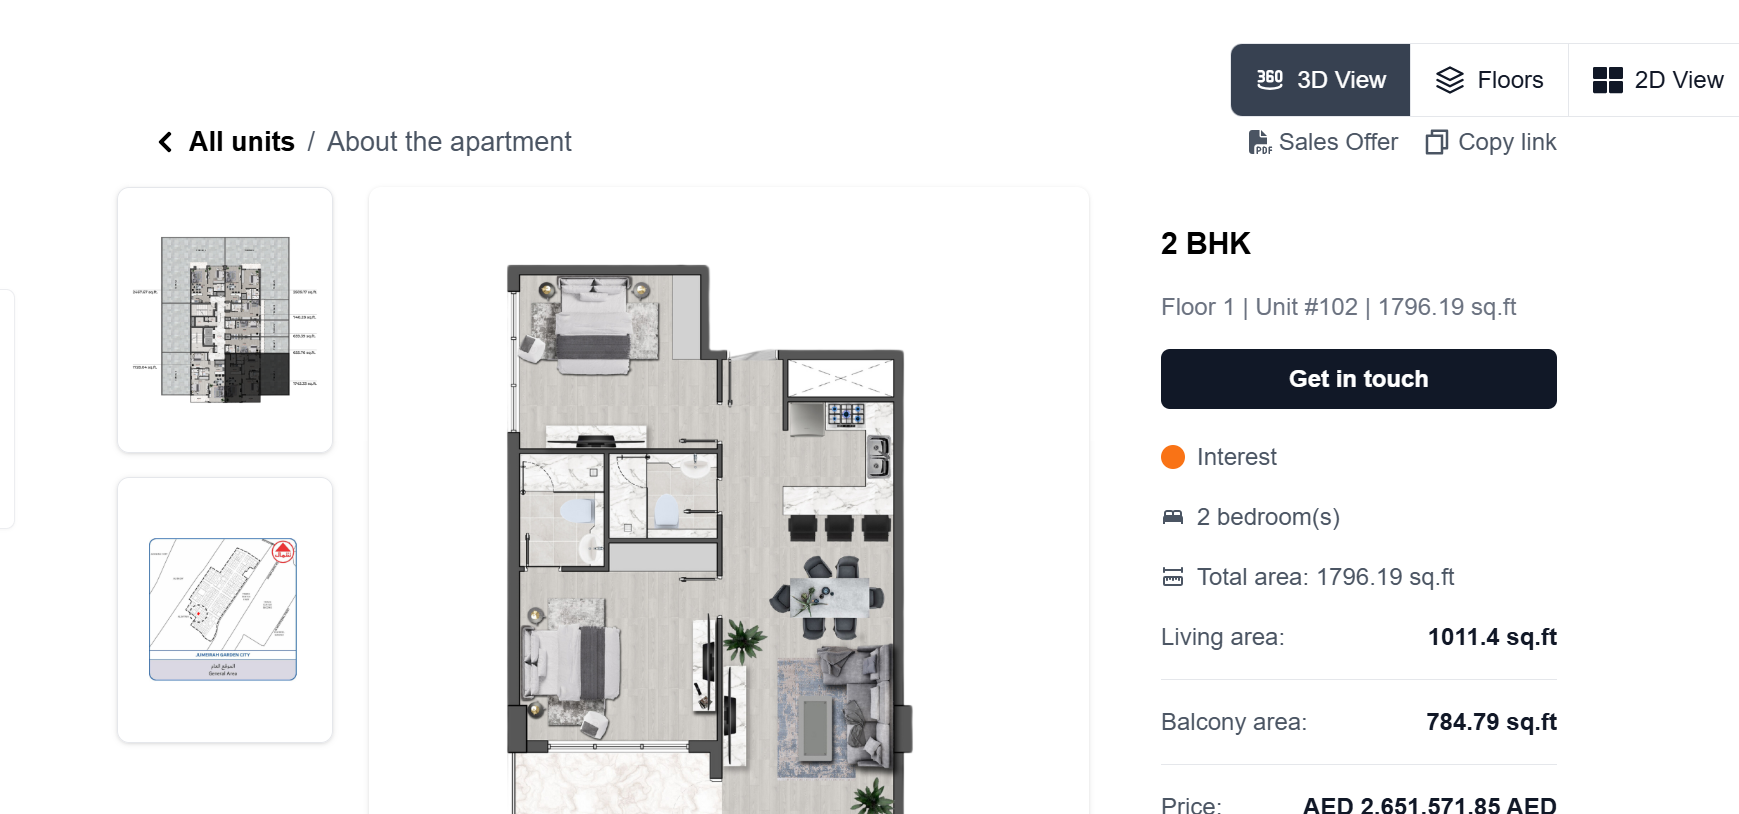 360 3D View
Floors
2D View
All units / About the apartment
PDF Sales Offer
Copy link
2 BHK
Floor 1 | Unit #102 | 1796.19 sq.ft
Get in touch
Interest
2 bedroom(s)
Total area: 1796.19 sq.ft
Living area: 1011.4 sq.ft
Balcony area: 784.79 sq.ft
Price: AED 2,651,571.85 AED
JUMEIRAH GARDEN CITY
الموقع العام
General Area